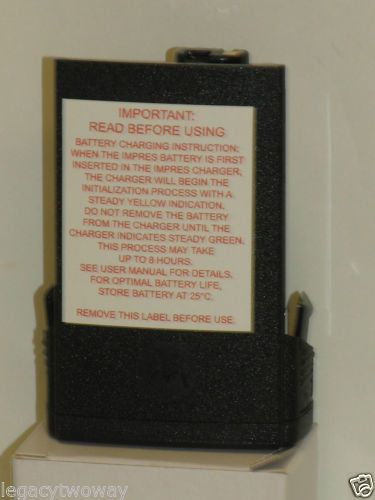 IMPORTANT:
READ BEFORE USING
BATTERY CHARGING INSTRUCTION:
WHEN THE IMPRES BATTERY IS FIRST
INSERTED IN THE IMPRES CHARGER,
THE CHARGER WILL BEGIN THE
INITIALIZATION PROCESS WITH A
STEADY YELLOW INDICATION.
DO NOT REMOVE THE BATTERY
FROM THE CHARGER UNTIL THE
CHARGER INDICATES STEADY GREEN.
THIS PROCESS MAY TAKE
UP TO 8 HOURS.
SEE USER MANUAL FOR DETAILS.
FOR OPTIMAL BATTERY LIFE,
STORE BATTERY AT 25°C.
REMOVE THIS LABEL BEFORE USE.
legacytwoway